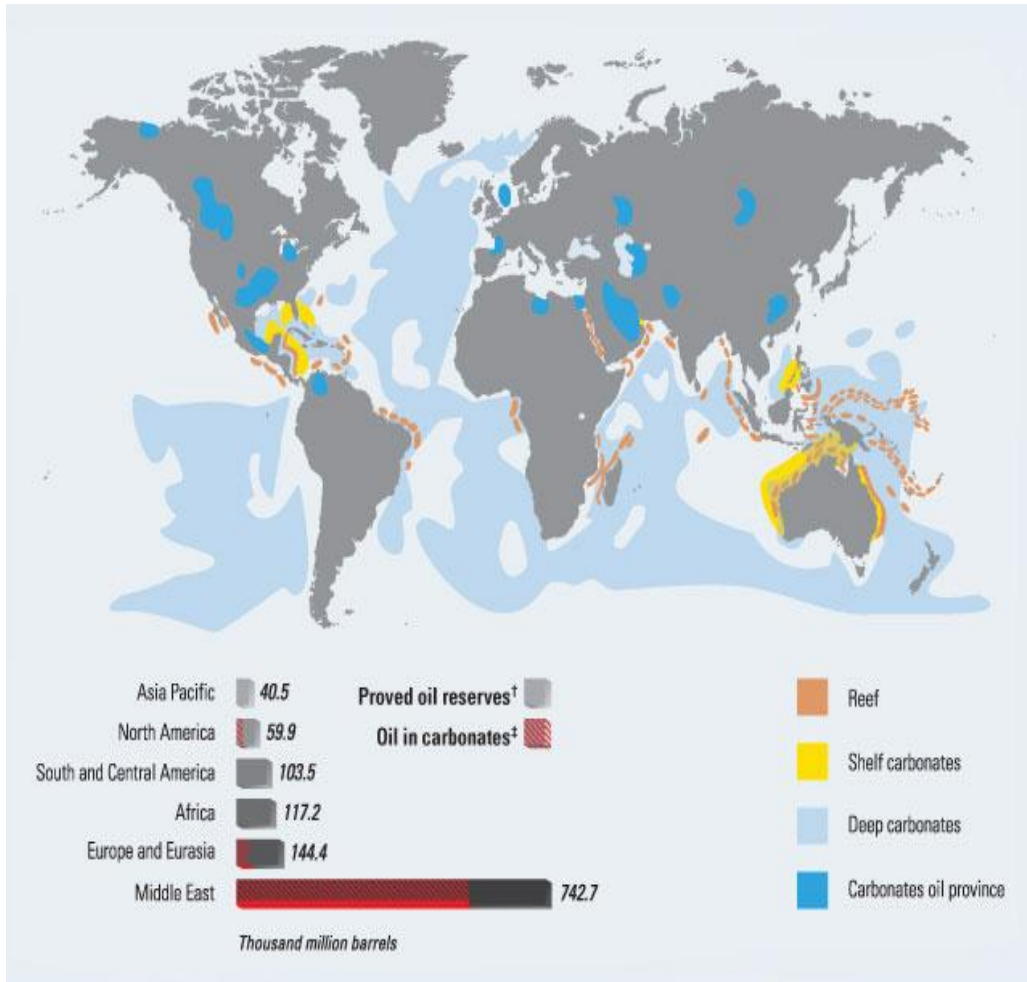 Asia Pacific 40.5
North America 59.9
South and Central America 103.5
Africa 117.2
Europe and Eurasia 144.4
Middle East 742.7
Thousand million barrels
Proved oil reserves†
Oil in carbonates‡
Reef
Shelf carbonates
Deep carbonates
Carbonates oil province